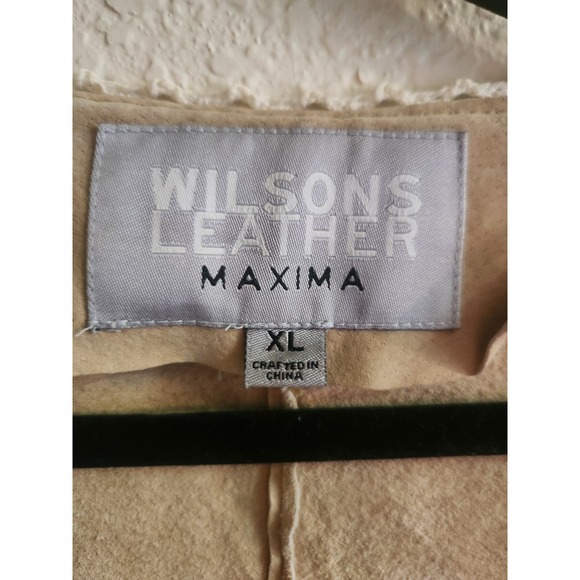 WILSONS
LEATHER
MAXIMA
XL
CRAFTED IN
CHINA